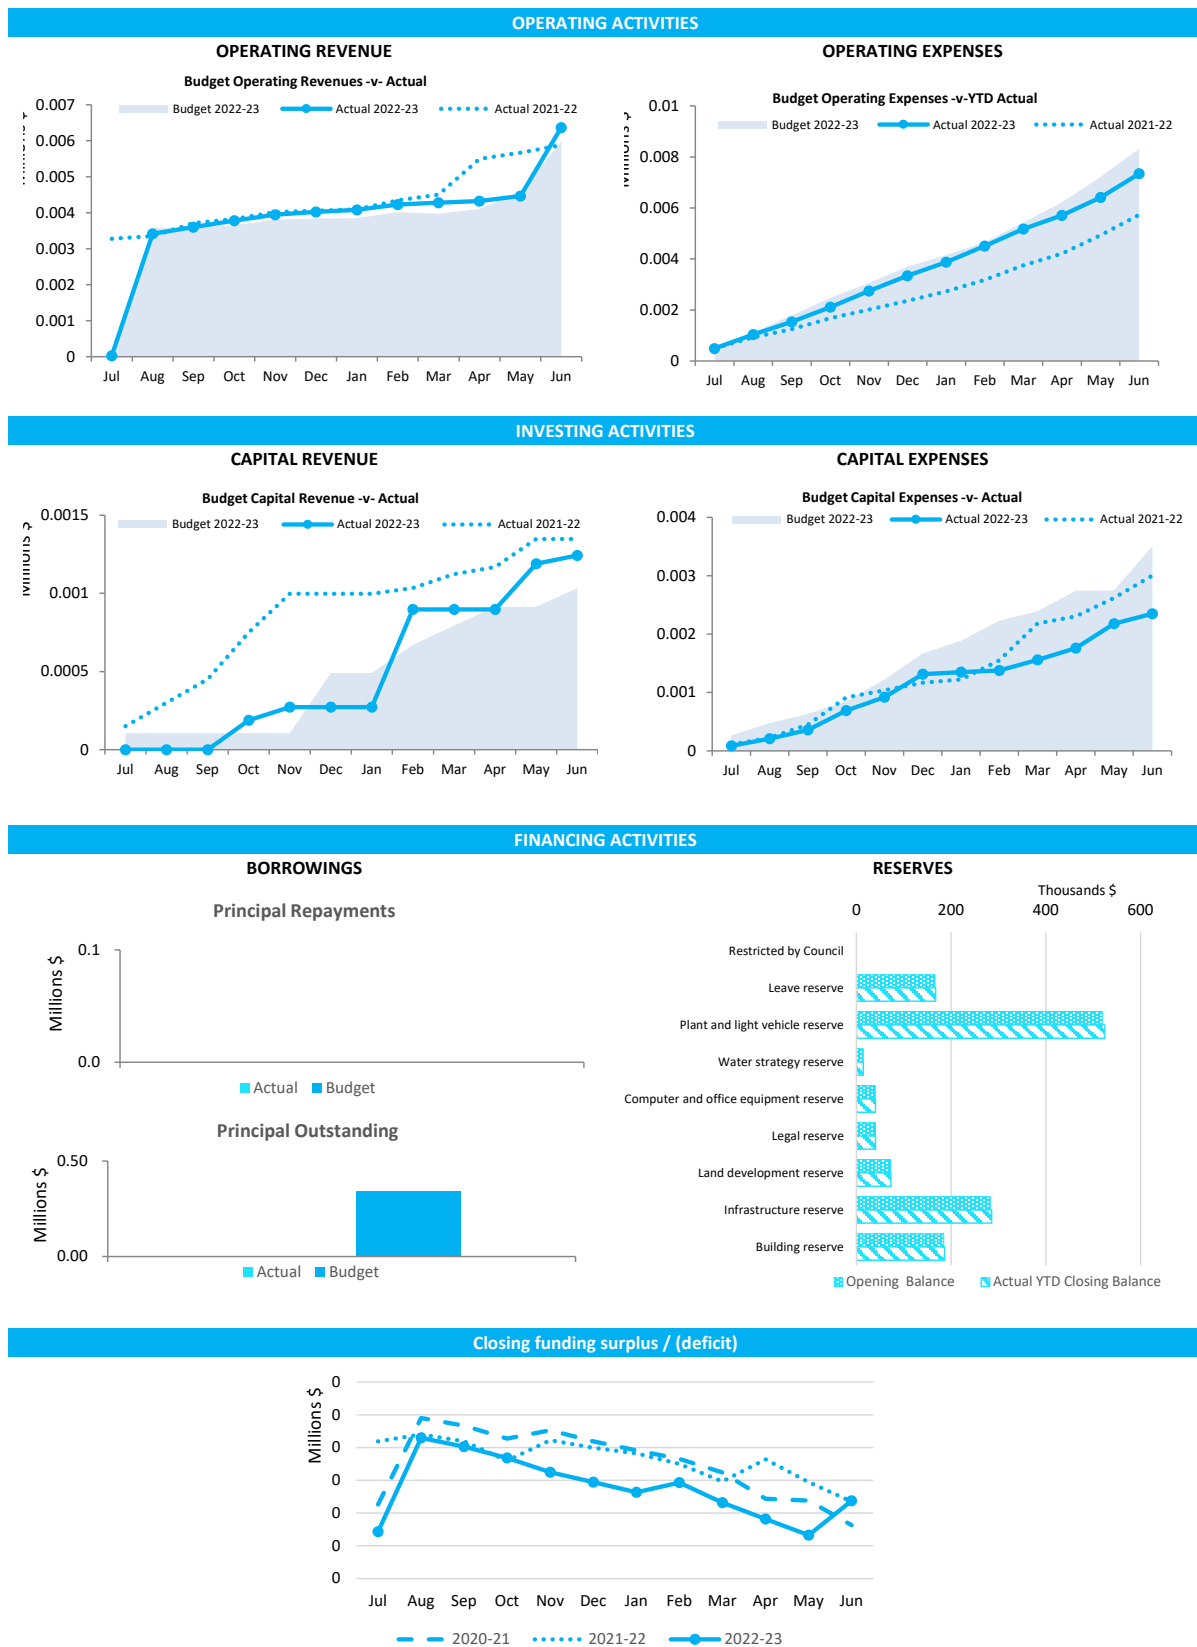 OPERATING ACTIVITIES
OPERATING REVENUE
Budget Operating Revenues -v- Actual
Budget 2022-23 Actual 2022-23 Actual 2021-22
Millions $
0.007
0.006
0.005
0.004
0.003
0.002
0.001
0
Jul Aug Sep Oct Nov Dec Jan Feb Mar Apr May Jun
OPERATING EXPENSES
Budget Operating Expenses -v-YTD Actual
Budget 2022-23 Actual 2022-23 Actual 2021-22
Millions $
0.01
0.008
0.006
0.004
0.002
0
Jul Aug Sep Oct Nov Dec Jan Feb Mar Apr May Jun
INVESTING ACTIVITIES
CAPITAL REVENUE
Budget Capital Revenue -v- Actual
Budget 2022-23 Actual 2022-23 Actual 2021-22
Millions $
0.0015
0.001
0.0005
0
Jul Aug Sep Oct Nov Dec Jan Feb Mar Apr May Jun
CAPITAL EXPENSES
Budget Capital Expenses -v- Actual
Budget 2022-23 Actual 2022-23 Actual 2021-22
0.004
0.003
0.002
0.001
0
Jul Aug Sep Oct Nov Dec Jan Feb Mar Apr May Jun
FINANCING ACTIVITIES
BORROWINGS
Principal Repayments
Millions $
0.1
0.0
Actual Budget
Principal Outstanding
Millions $
0.50
0.00
Actual Budget
RESERVES
Thousands $
0 200 400 600
Restricted by Council
Leave reserve
Plant and light vehicle reserve
Water strategy reserve
Computer and office equipment reserve
Legal reserve
Land development reserve
Infrastructure reserve
Building reserve
Opening Balance Actual YTD Closing Balance
Closing funding surplus / (deficit)
Millions $
0
0
0
0
0
0
0
Jul Aug Sep Oct Nov Dec Jan Feb Mar Apr May Jun
2020-21 2021-22 2022-23